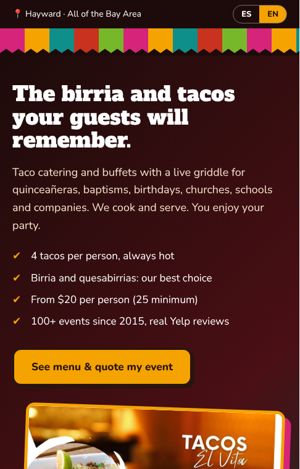 Hayward · All of the Bay Area
ES EN
The birria and tacos
your guests will
remember.
Taco catering and buffets with a live griddle for
quinceañeras, baptisms, birthdays, churches, schools
and companies. We cook and serve. You enjoy your
party.
✔ 4 tacos per person, always hot
✔ Birria and quesabirrias: our best choice
✔ From $20 per person (25 minimum)
✔ 100+ events since 2015, real Yelp reviews
See menu & quote my event
TACOS
El Vita